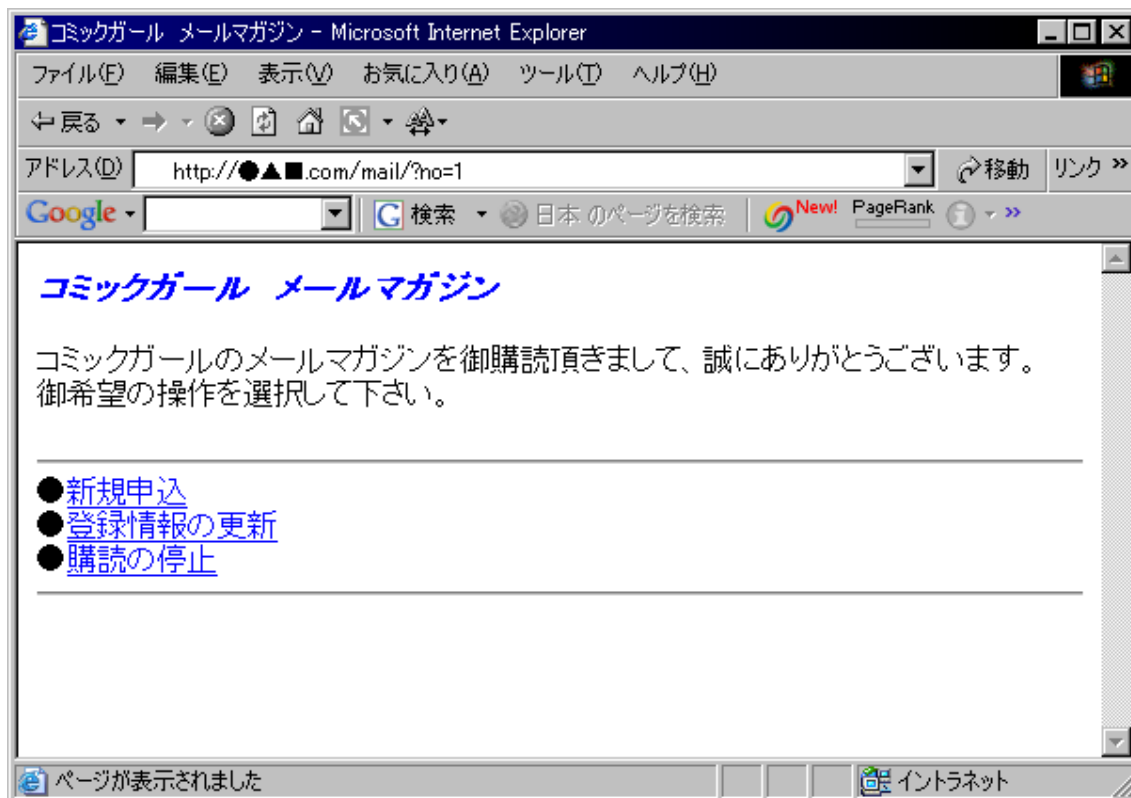 コミックガール メールマガジン - Microsoft Internet Explorer
ファイル(F) 編集(E) 表示(V) お気に入り(A) ツール(T) ヘルプ(H)
戻る
アドレス(D) http://●▲■.com/mail/?no=1 移動 リンク »
Google 検索 日本 のページを検索 New! PageRank »
コミックガール メールマガジン
コミックガールのメールマガジンを御購読頂きまして、誠にありがとうございます。
御希望の操作を選択して下さい。
●新規申込
●登録情報の更新
●購読の停止
ページが表示されました イントラネット